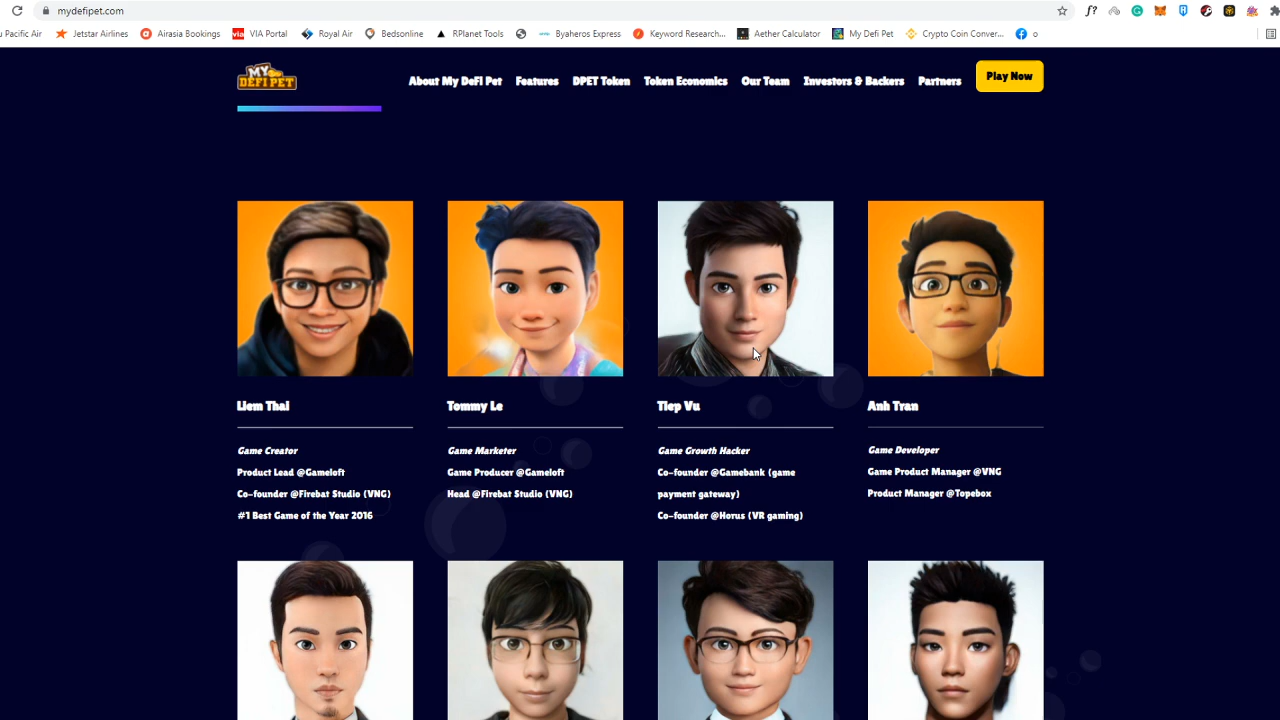 mydefipet.com
Pacific Air
Jetstar Airlines
Airasia Bookings
via
VIA Portal
Royal Air
Bedsonline
RPlanet Tools
Byaheros Express
Keyword Research...
Aether Calculator
My Defi Pet
Crypto Coin Conver...
o
MY DEFI PET
About My DeFi Pet
Features
DPET Token
Token Economics
Our Team
Investors & Backers
Partners
Play Now
Liem Thai
Tommy Le
Tiep Vu
Anh Tran
Game Creator
Product Lead @Gameloft
Co-founder @Firebat Studio (VNG)
#1 Best Game of the Year 2016
Game Marketer
Game Producer @Gameloft
Head @Firebat Studio (VNG)
Game Growth Hacker
Co-founder @Gamebank (game
payment gateway)
Co-founder @Horus (VR gaming)
Game Developer
Game Product Manager @VNG
Product Manager @Topebox